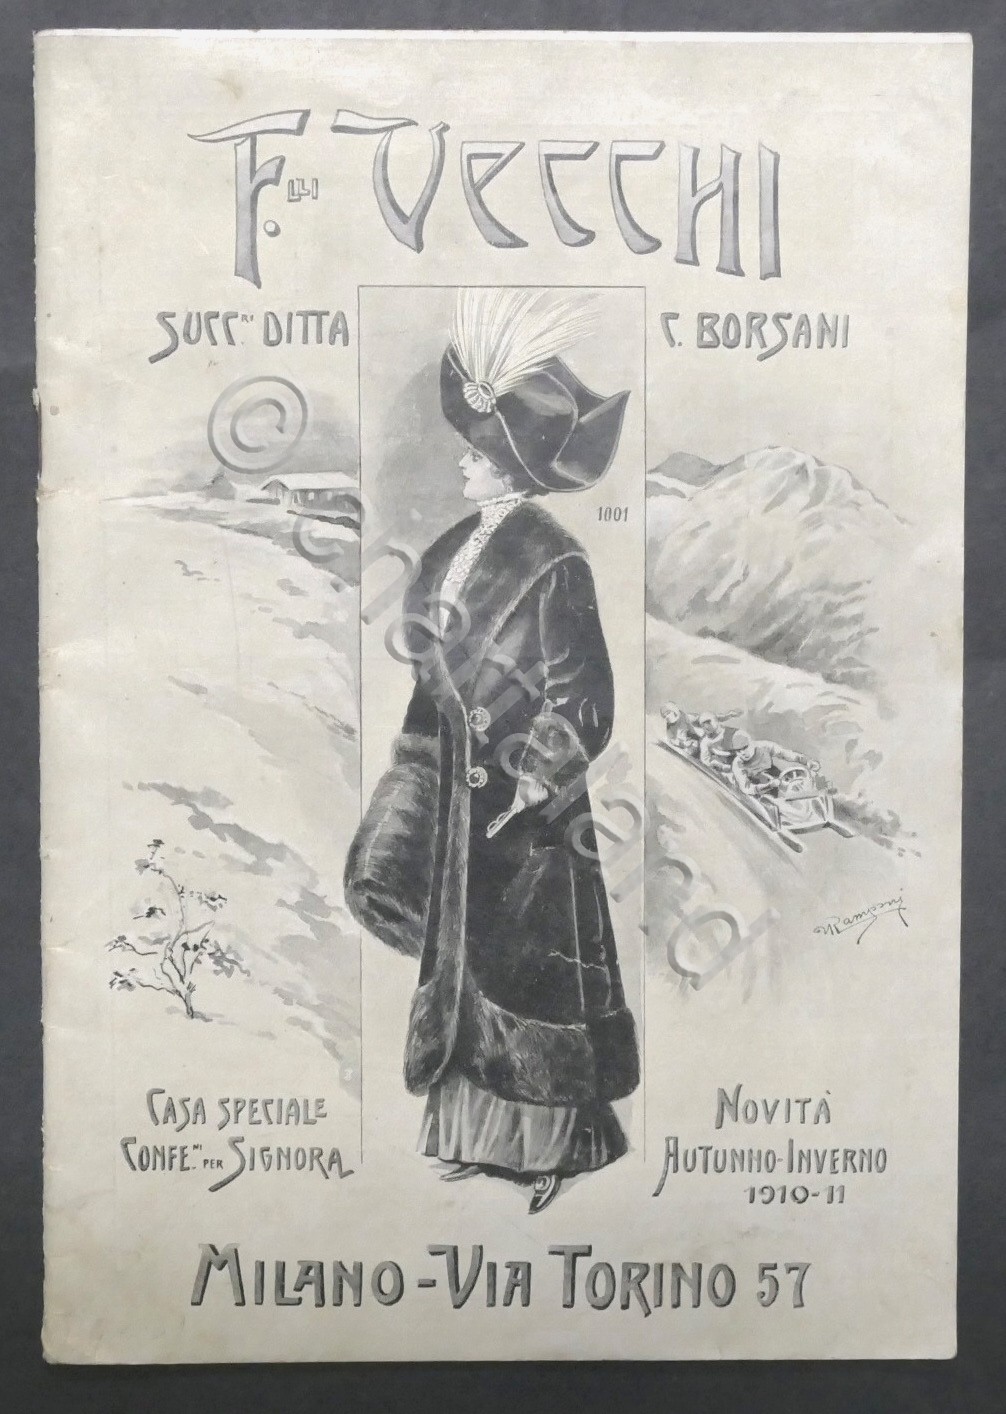 F.lli VECCHI
SUCC.ri DITTA C. BORSANI
1001
CASA SPECIALE
CONFE.ni PER SIGNORA
NOVITÀ
AUTUNNO-INVERNO
1910-11
MILANO-VIA TORINO 57
© chartaland